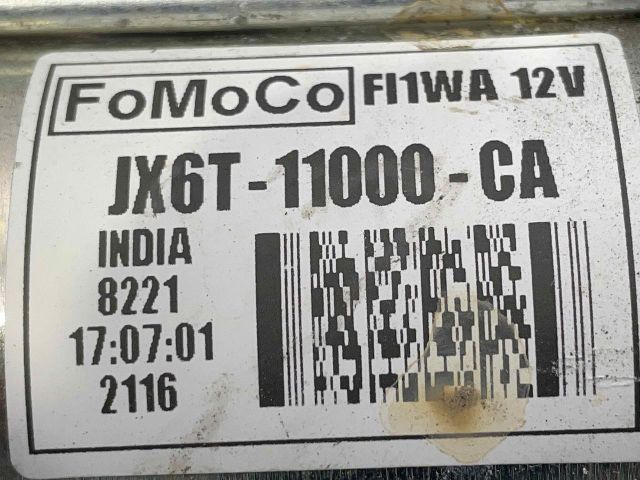 FoMoCo FI1WA 12V
JX6T-11000-CA
INDIA
8221
17:07:01
2116